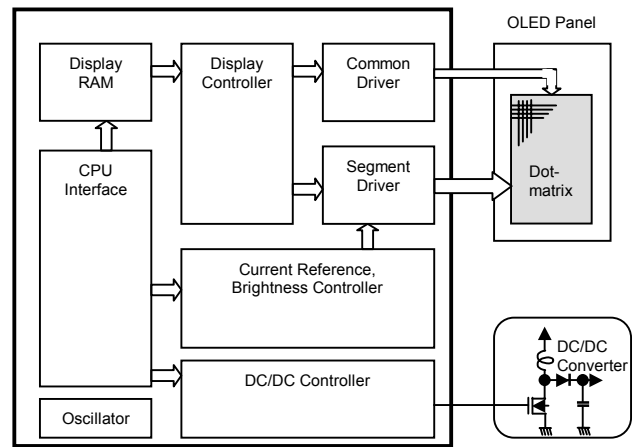 OLED Panel
Display
RAM
Display
Controller
Common
Driver
CPU
Interface
Segment
Driver
Dot-
matrix
Current Reference,
Brightness Controller
DC/DC Controller
DC/DC
Converter
Oscillator